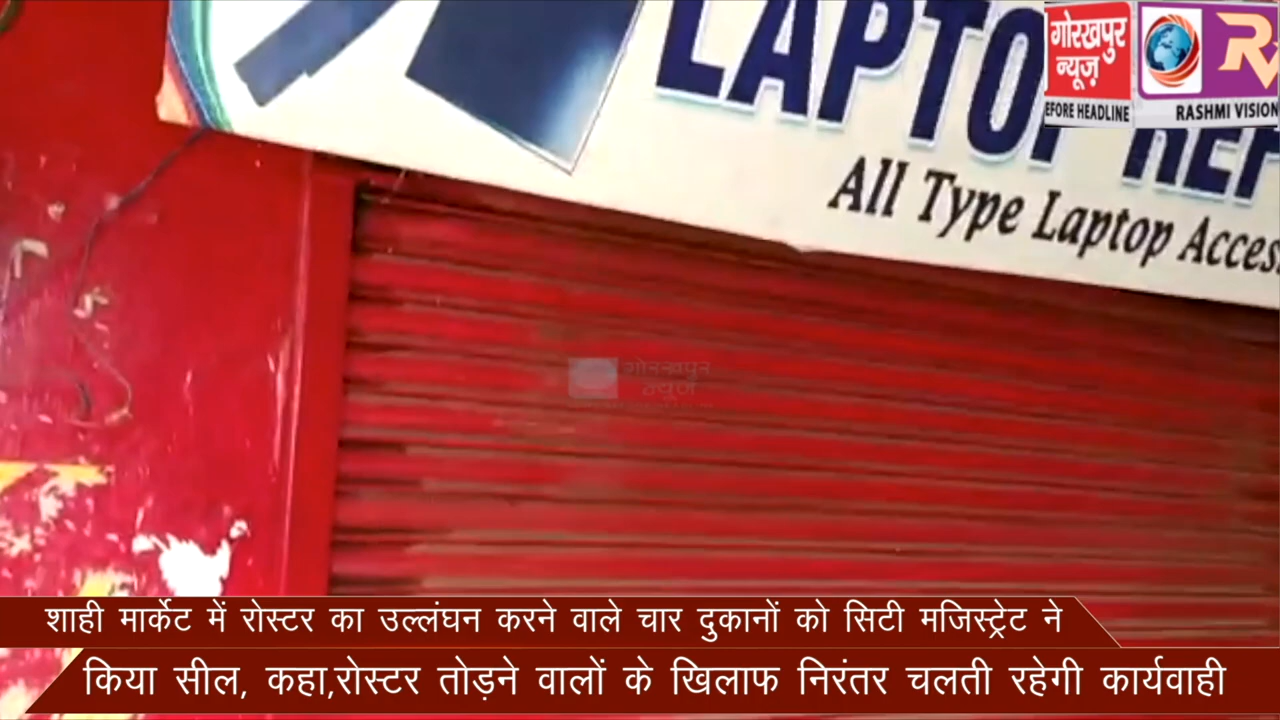 LAPTOP REP
All Type Laptop Acces
गोरखपुर
न्यूज़
EFORE HEADLINE
R
RASHMI VISION
गोरखपुर
न्यूज़
शाही मार्केट में रोस्टर का उल्लंघन करने वाले चार दुकानों को सिटी मजिस्ट्रेट ने
किया सील, कहा,रोस्टर तोड़ने वालों के खिलाफ निरंतर चलती रहेगी कार्यवाही